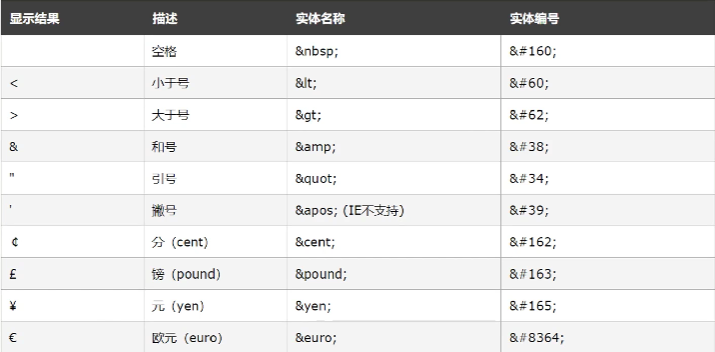 显示结果 描述 实体名称 实体编号
空格 &nbsp; &#160;
< 小于号 &lt; &#60;
> 大于号 &gt; &#62;
& 和号 &amp; &#38;
" 引号 &quot; &#34;
' 撇号 &apos; (IE不支持) &#39;
¢ 分（cent） &cent; &#162;
£ 镑（pound） &pound; &#163;
¥ 元（yen） &yen; &#165;
€ 欧元（euro） &euro; &#8364;